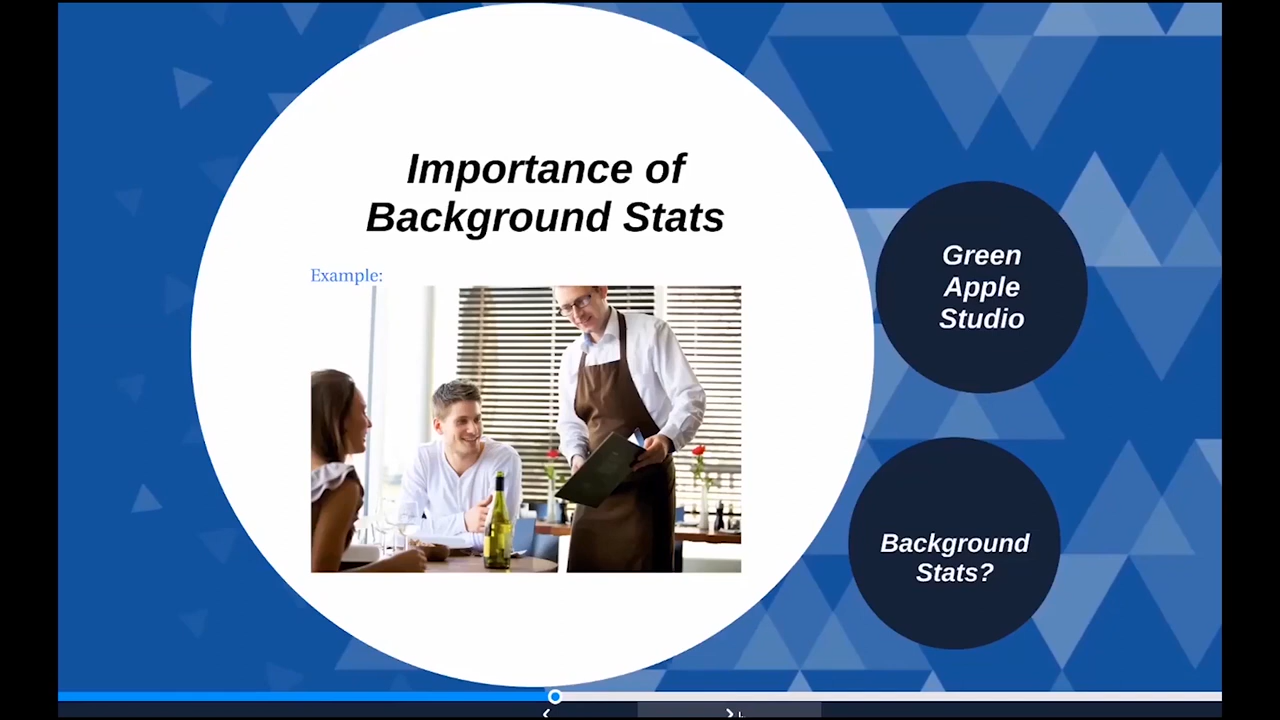 Importance of
Background Stats
Example:
Green
Apple
Studio
Background
Stats?